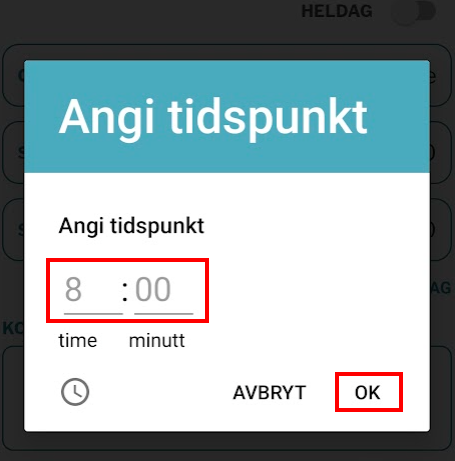 HELDAG
Angi tidspunkt
Angi tidspunkt
8 : 00
time minutt
AVBRYT OK